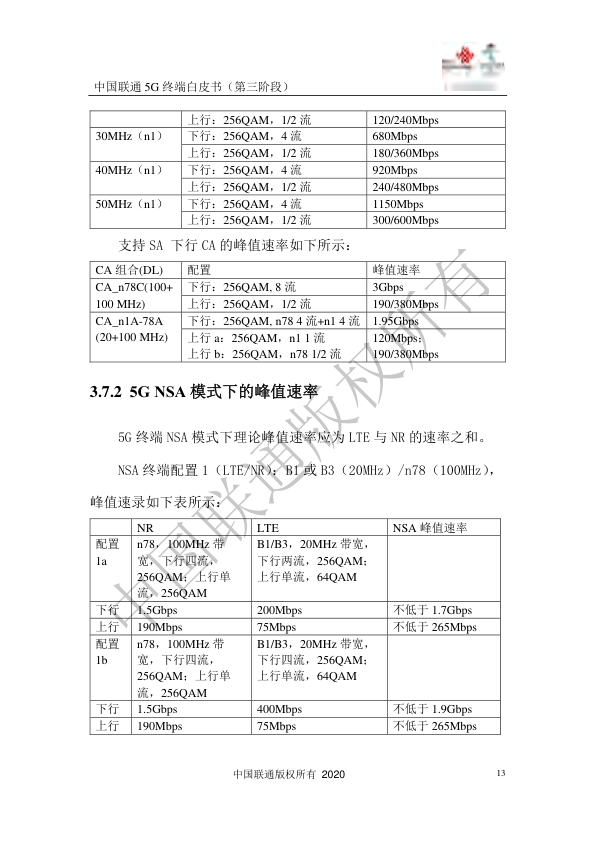 中国联通 5G 终端白皮书（第三阶段）
上行：256QAM，1/2 流 120/240Mbps
30MHz（n1） 下行：256QAM，4 流 680Mbps
上行：256QAM，1/2 流 180/360Mbps
40MHz（n1） 下行：256QAM，4 流 920Mbps
上行：256QAM，1/2 流 240/480Mbps
50MHz（n1） 下行：256QAM，4 流 1150Mbps
上行：256QAM，1/2 流 300/600Mbps
支持 SA 下行 CA 的峰值速率如下所示：
CA 组合(DL) 配置 峰值速率
CA_n78C(100+ 下行：256QAM, 8 流 3Gbps
100 MHz) 上行：256QAM，1/2 流 190/380Mbps
CA_n1A-78A 下行：256QAM, n78 4 流+n1 4 流 1.95Gbps
(20+100 MHz) 上行 a：256QAM，n1 1 流 120Mbps；
上行 b：256QAM，n78 1/2 流 190/380Mbps
3.7.2 5G NSA 模式下的峰值速率
5G 终端 NSA 模式下理论峰值速率应为 LTE 与 NR 的速率之和。
NSA 终端配置 1（LTE/NR）：B1 或 B3（20MHz）/n78（100MHz），
峰值速录如下表所示：
NR LTE NSA 峰值速率
配置 n78，100MHz 带 B1/B3，20MHz 带宽，
1a 宽，下行四流， 下行两流，256QAM；
256QAM；上行单 上行单流，64QAM
流，256QAM
下行 1.5Gbps 200Mbps 不低于 1.7Gbps
上行 190Mbps 75Mbps 不低于 265Mbps
配置 n78，100MHz 带 B1/B3，20MHz 带宽，
1b 宽，下行四流， 下行四流，256QAM；
256QAM；上行单 上行单流，64QAM
流，256QAM
下行 1.5Gbps 400Mbps 不低于 1.9Gbps
上行 190Mbps 75Mbps 不低于 265Mbps
中国联通版权所有
中国联通版权所有 2020 13